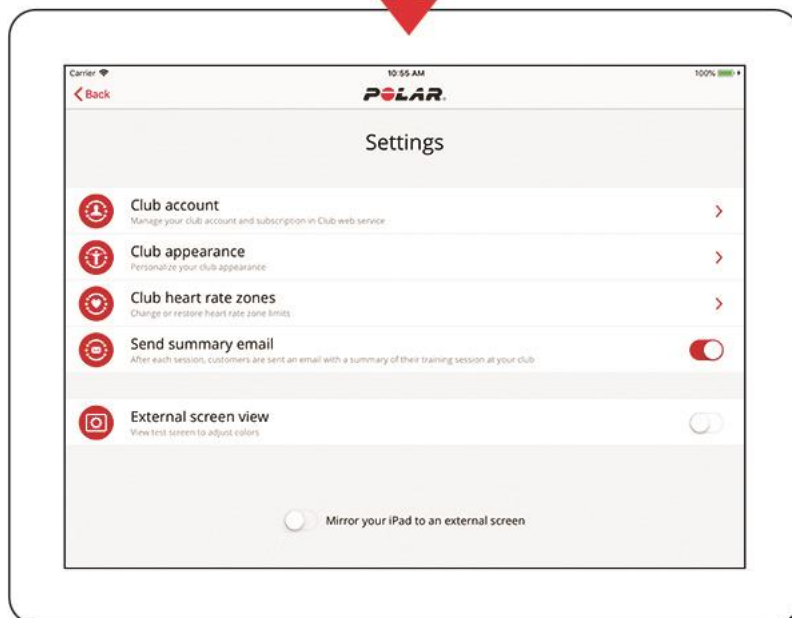 Carrier
10:55 AM
100%
Back
POLAR
Settings
Club account
Manage your club account and subscription in Club web service
Club appearance
Personalize your club appearance
Club heart rate zones
Change or restore heart rate zone limits
Send summary email
After each session, customers are sent an email with a summary of their training session at your club
External screen view
View test screen to adjust colors
Mirror your iPad to an external screen